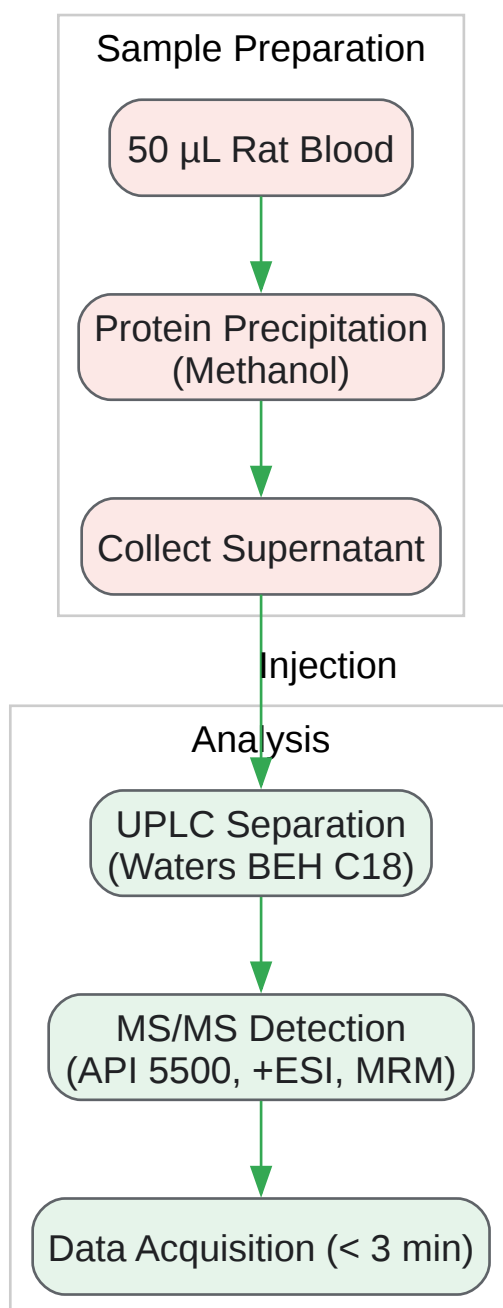 Sample Preparation
50 µL Rat Blood
Protein Precipitation
(Methanol)
Collect Supernatant
Injection
Analysis
UPLC Separation
(Waters BEH C18)
MS/MS Detection
(API 5500, +ESI, MRM)
Data Acquisition (< 3 min)